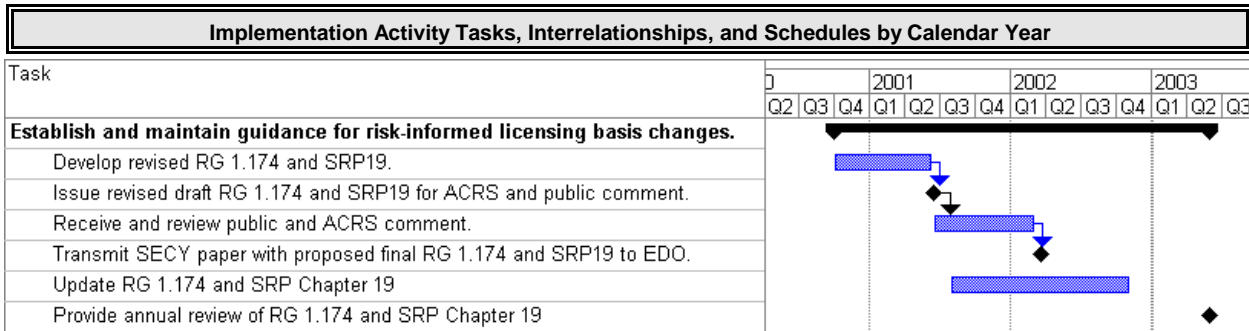 Implementation Activity Tasks, Interrelationships, and Schedules by Calendar Year
Task
2001 2002 2003
Q2 Q3 Q4 Q1 Q2 Q3 Q4 Q1 Q2 Q3 Q4 Q1 Q2 Q3
Establish and maintain guidance for risk-informed licensing basis changes.
Develop revised RG 1.174 and SRP19.
Issue revised draft RG 1.174 and SRP19 for ACRS and public comment.
Receive and review public and ACRS comment.
Transmit SECY paper with proposed final RG 1.174 and SRP19 to EDO.
Update RG 1.174 and SRP Chapter 19
Provide annual review of RG 1.174 and SRP Chapter 19